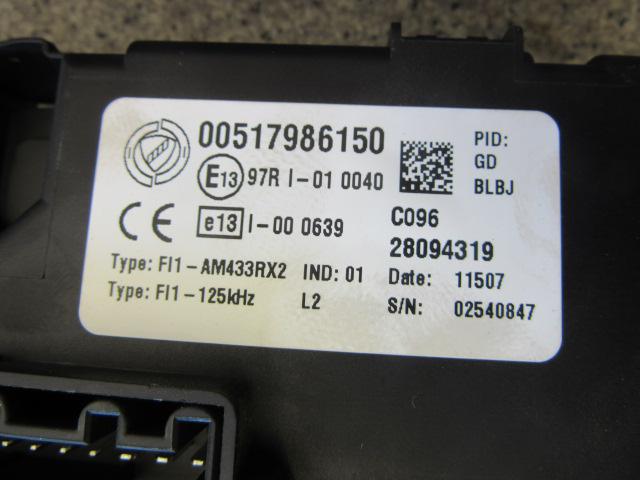 00517986150
PID:
GD
BLBJ
E13 97R I-01 0040
CE e13 I-00 0639
C096
28094319
Type: FI1-AM433RX2 IND: 01 Date: 11507
Type: FI1-125kHz L2 S/N: 02540847